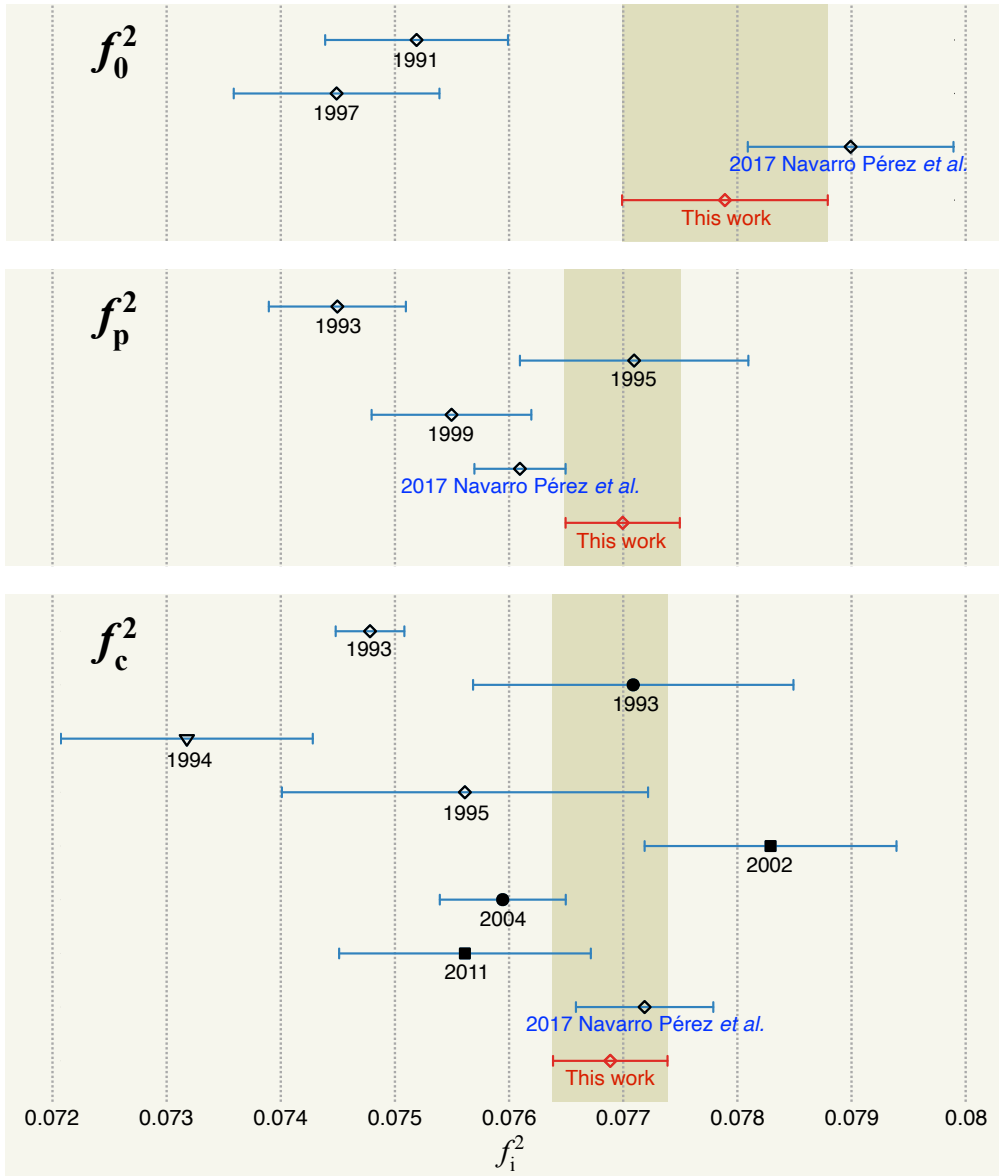 f₀²
1991
1997
2017 Navarro Pérez et al.
This work
fₚ²
1993
1995
1999
2017 Navarro Pérez et al.
This work
f_c²
1993
1993
1994
1995
2002
2004
2011
2017 Navarro Pérez et al.
This work
0.072 0.073 0.074 0.075 0.076 0.077 0.078 0.079 0.08
fᵢ²